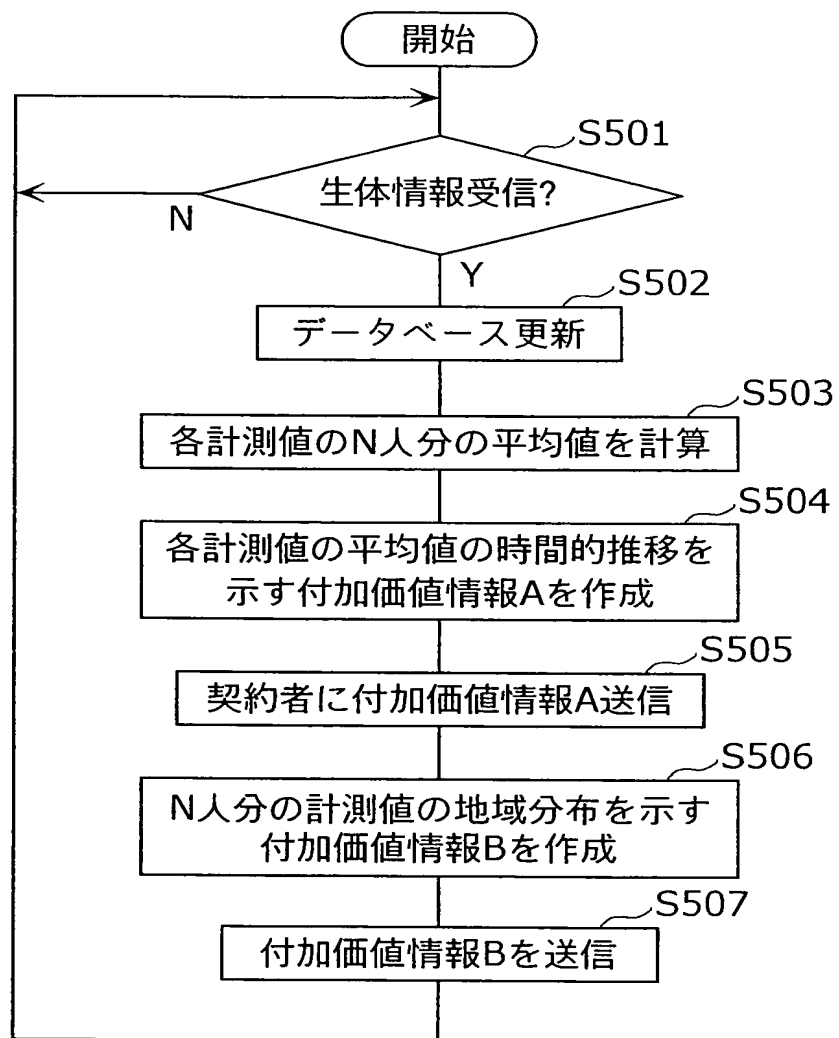 開始
S501
生体情報受信?
N
Y
S502
データベース更新
S503
各計測値のN人分の平均値を計算
S504
各計測値の平均値の時間的推移を
示す付加価値情報Aを作成
S505
契約者に付加価値情報A送信
S506
N人分の計測値の地域分布を示す
付加価値情報Bを作成
S507
付加価値情報Bを送信